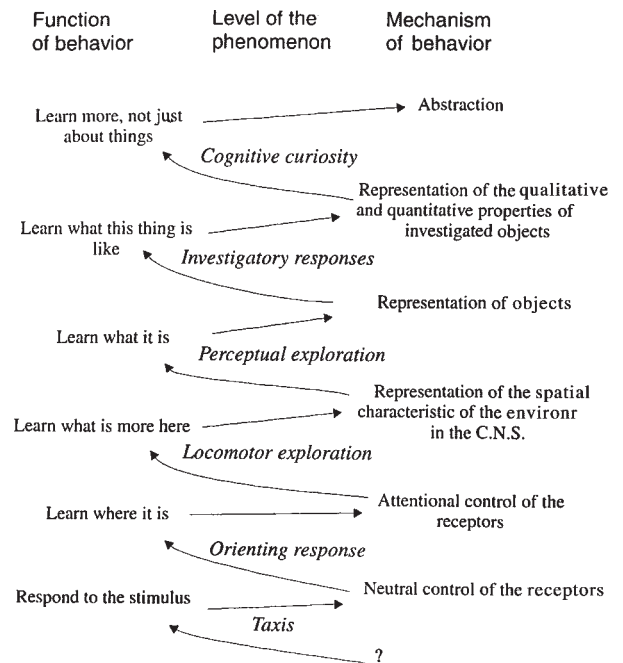 Function
of behavior
Level of the
phenomenon
Mechanism
of behavior
Learn more, not just
about things
Abstraction
Cognitive curiosity
Representation of the qualitative
and quantitative properties of
investigated objects
Learn what this thing is
like
Investigatory responses
Representation of objects
Learn what it is
Perceptual exploration
Representation of the spatial
characteristic of the environr
in the C.N.S.
Learn what is more here
Locomotor exploration
Attentional control of the
receptors
Learn where it is
Orienting response
Neutral control of the receptors
Respond to the stimulus
Taxis
?